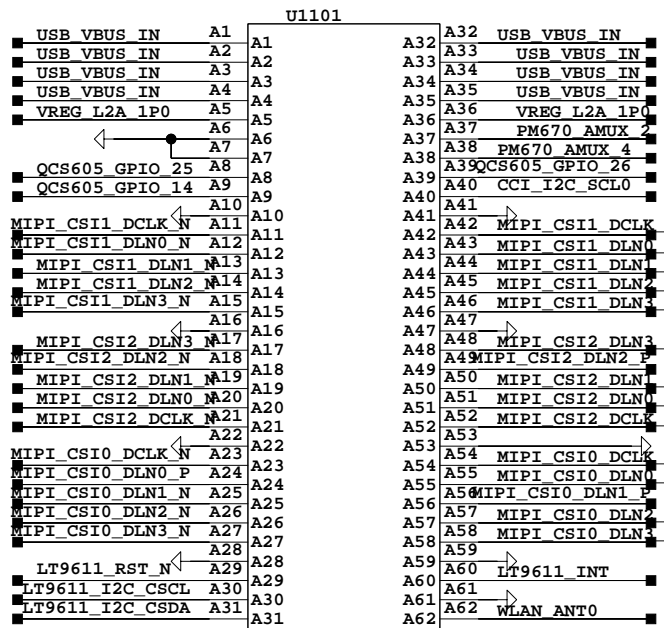 U1101
USB_VBUS_IN A1 A1 A32 A32 USB_VBUS_IN
USB_VBUS_IN A2 A2 A33 A33 USB_VBUS_IN
USB_VBUS_IN A3 A3 A34 A34 USB_VBUS_IN
USB_VBUS_IN A4 A4 A35 A35 USB_VBUS_IN
VREG_L2A_1P0 A5 A5 A36 A36 VREG_L2A_1P0
A6 A6 A37 A37 PM670_AMUX_2
A7 A7 A38 A38 PM670_AMUX_4
QCS605_GPIO_25 A8 A8 A39 A39 QCS605_GPIO_26
QCS605_GPIO_14 A9 A9 A40 A40 CCI_I2C_SCL0
A10 A10 A41 A41
MIPI_CSI1_DCLK_N A11 A11 A42 A42 MIPI_CSI1_DCLK
MIPI_CSI1_DLN0_N A12 A12 A43 A43 MIPI_CSI1_DLN0
MIPI_CSI1_DLN1_N A13 A13 A44 A44 MIPI_CSI1_DLN1
MIPI_CSI1_DLN2_N A14 A14 A45 A45 MIPI_CSI1_DLN2
MIPI_CSI1_DLN3_N A15 A15 A46 A46 MIPI_CSI1_DLN3
A16 A16 A47 A47
MIPI_CSI2_DLN3_N A17 A17 A48 A48 MIPI_CSI2_DLN3
MIPI_CSI2_DLN2_N A18 A18 A49 A49 MIPI_CSI2_DLN2_P
MIPI_CSI2_DLN1_N A19 A19 A50 A50 MIPI_CSI2_DLN1
MIPI_CSI2_DLN0_N A20 A20 A51 A51 MIPI_CSI2_DLN0
MIPI_CSI2_DCLK_N A21 A21 A52 A52 MIPI_CSI2_DCLK
A22 A22 A53 A53
MIPI_CSI0_DCLK_N A23 A23 A54 A54 MIPI_CSI0_DCLK
MIPI_CSI0_DLN0_P A24 A24 A55 A55 MIPI_CSI0_DLN0
MIPI_CSI0_DLN1_N A25 A25 A56 A56 MIPI_CSI0_DLN1_P
MIPI_CSI0_DLN2_N A26 A26 A57 A57 MIPI_CSI0_DLN2
MIPI_CSI0_DLN3_N A27 A27 A58 A58 MIPI_CSI0_DLN3
A28 A28 A59 A59
LT9611_RST_N A29 A29 A60 A60 LT9611_INT
LT9611_I2C_CSCL A30 A30 A61 A61
LT9611_I2C_CSDA A31 A31 A62 A62 WLAN_ANT0